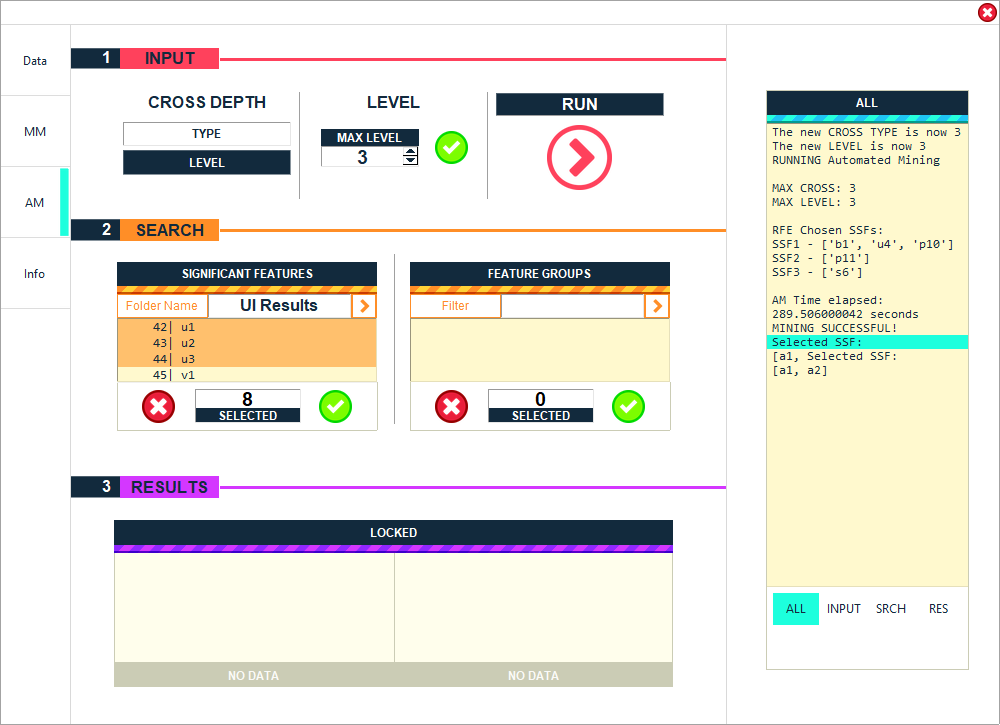 Data
MM
AM
Info
1 INPUT
CROSS DEPTH
TYPE
LEVEL
LEVEL
MAX LEVEL
3
RUN
2 SEARCH
SIGNIFICANT FEATURES
Folder Name UI Results
42| u1
43| u2
44| u3
45| v1
8
SELECTED
FEATURE GROUPS
Filter
0
SELECTED
3 RESULTS
LOCKED
NO DATA NO DATA
ALL
The new CROSS TYPE is now 3
The new LEVEL is now 3
RUNNING Automated Mining
MAX CROSS: 3
MAX LEVEL: 3
RFE Chosen SSFs:
SSF1 - ['b1', 'u4', 'p10']
SSF2 - ['p11']
SSF3 - ['s6']
AM Time elapsed:
289.506000042 seconds
MINING SUCCESSFUL!
Selected SSF:
[a1, Selected SSF:
[a1, a2]
ALL INPUT SRCH RES